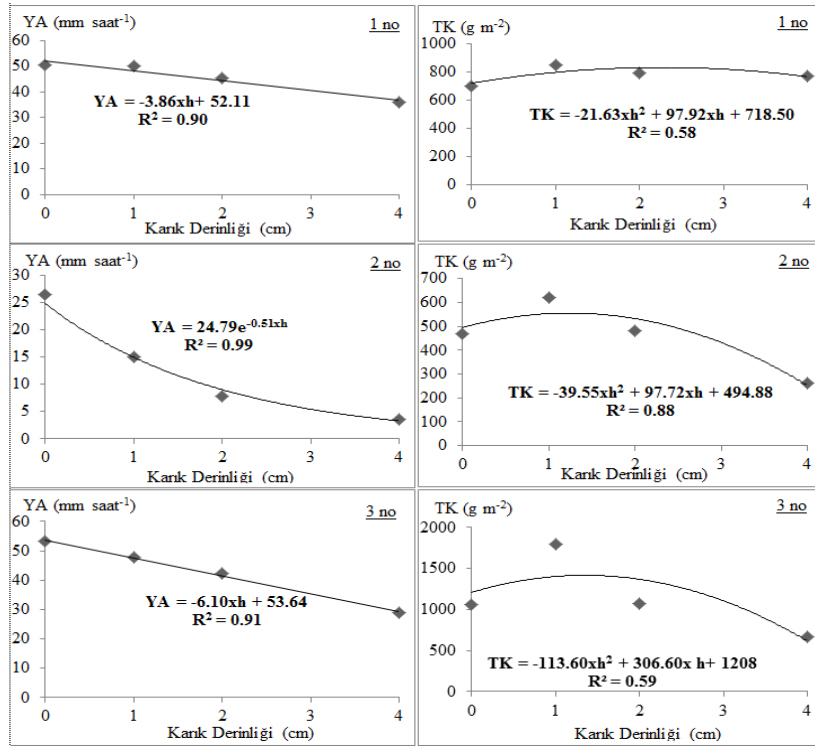 YA (mm saat⁻¹)
1 no
60
50
40
30
20
10
0
YA = -3.86xh+ 52.11
R² = 0.90
0 1 2 3 4
Karık Derinliği (cm)
TK (g m⁻²)
1 no
1000
800
600
400
200
0
TK = -21.63xh² + 97.92xh + 718.50
R² = 0.58
0 1 2 3 4
Karık Derinliği (cm)
YA (mm saat⁻¹)
2 no
30
25
20
15
10
5
0
YA = 24.79e⁻⁰·⁵¹ˣʰ
R² = 0.99
0 1 2 3 4
Karık Derinliği (cm)
TK (g m⁻²)
2 no
700
600
500
400
300
200
100
0
TK = -39.55xh² + 97.72xh + 494.88
R² = 0.88
0 1 2 3 4
Karık Derinliği (cm)
YA (mm saat⁻¹)
3 no
60
50
40
30
20
10
0
YA = -6.10xh + 53.64
R² = 0.91
0 1 2 3 4
Karık Derinliği (cm)
TK (g m⁻²)
3 no
2000
1500
1000
500
0
TK = -113.60xh² + 306.60x h+ 1208
R² = 0.59
0 1 2 3 4
Karık Derinliği (cm)